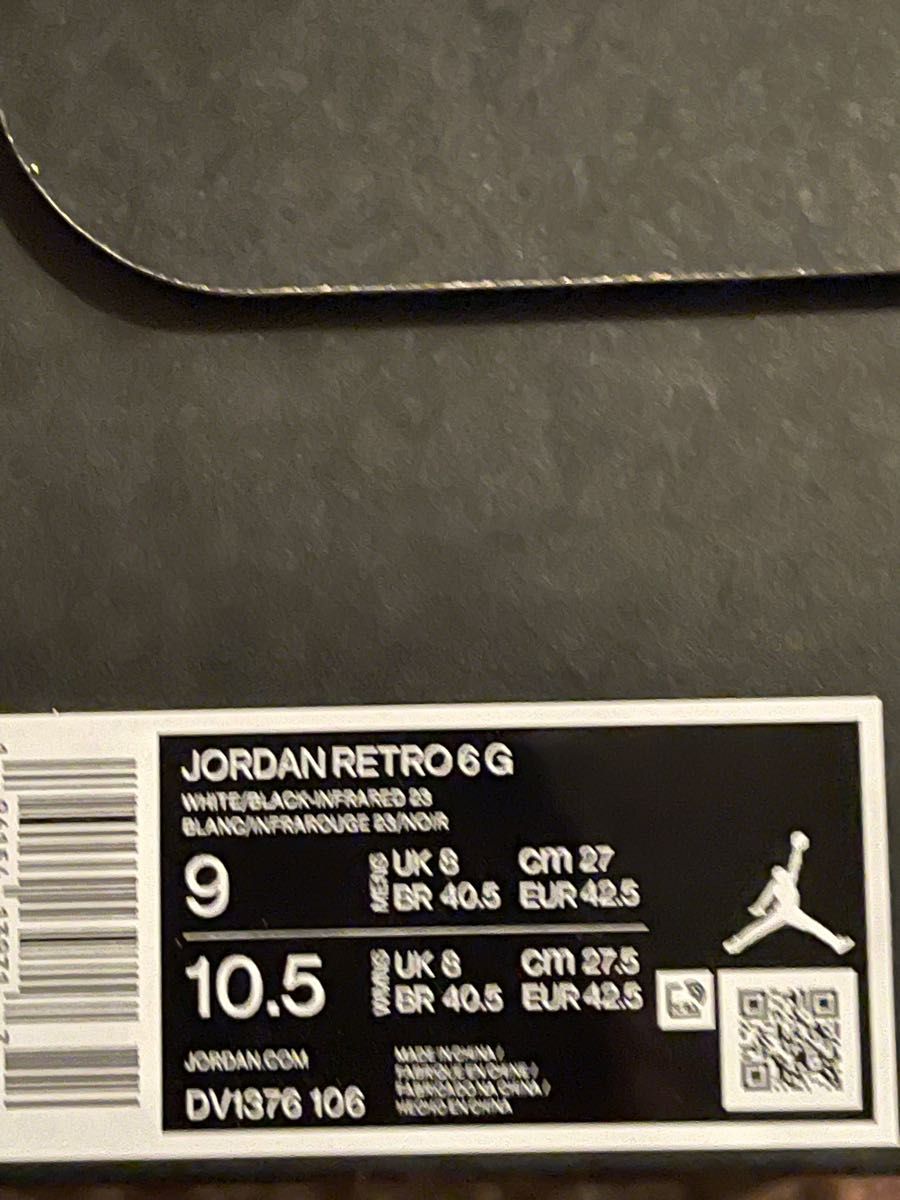 JORDAN RETRO 6 G
WHITE/BLACK-INFRARED 23
BLANC/INFRAROUGE 23/NOIR
9 MENS UK 8 cm 27
BR 40.5 EUR 42.5
10.5 WMNS UK 8 cm 27.5
BR 40.5 EUR 42.5
JORDAN.COM
DV1376 106
MADE IN CHINA /
FABRIQUE EN CHINE /
FABRICADO NA CHINA /
HECHO EN CHINA